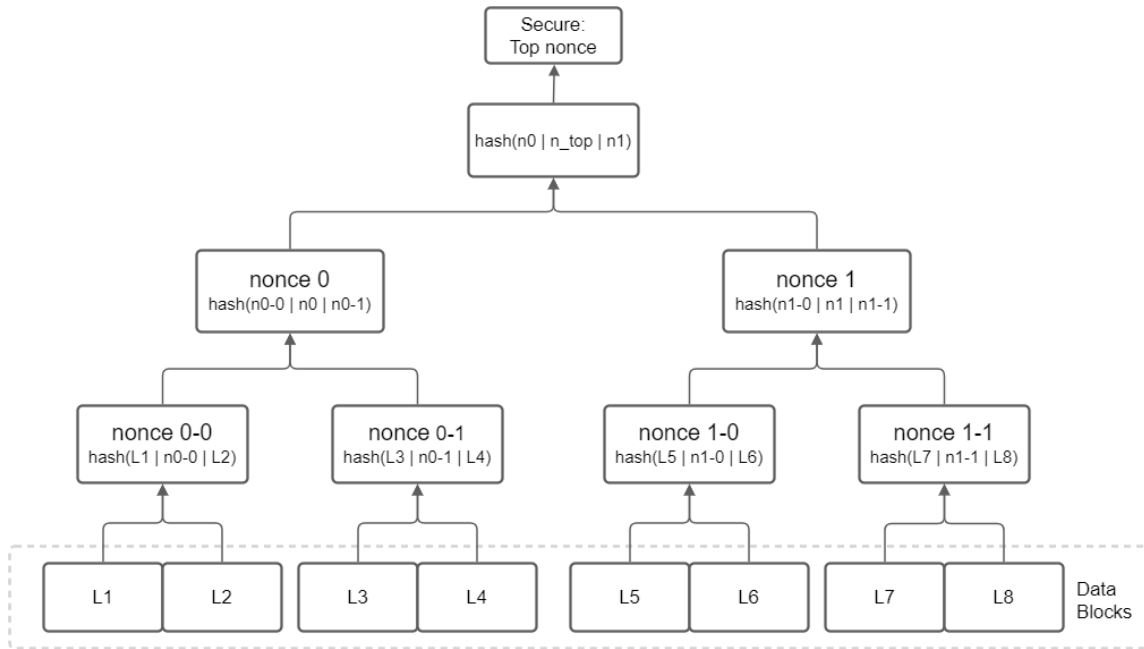 Secure:
Top nonce
hash(n0 | n_top | n1)
nonce 0
hash(n0-0 | n0 | n0-1)
nonce 1
hash(n1-0 | n1 | n1-1)
nonce 0-0
hash(L1 | n0-0 | L2)
nonce 0-1
hash(L3 | n0-1 | L4)
nonce 1-0
hash(L5 | n1-0 | L6)
nonce 1-1
hash(L7 | n1-1 | L8)
L1
L2
L3
L4
L5
L6
L7
L8
Data
Blocks